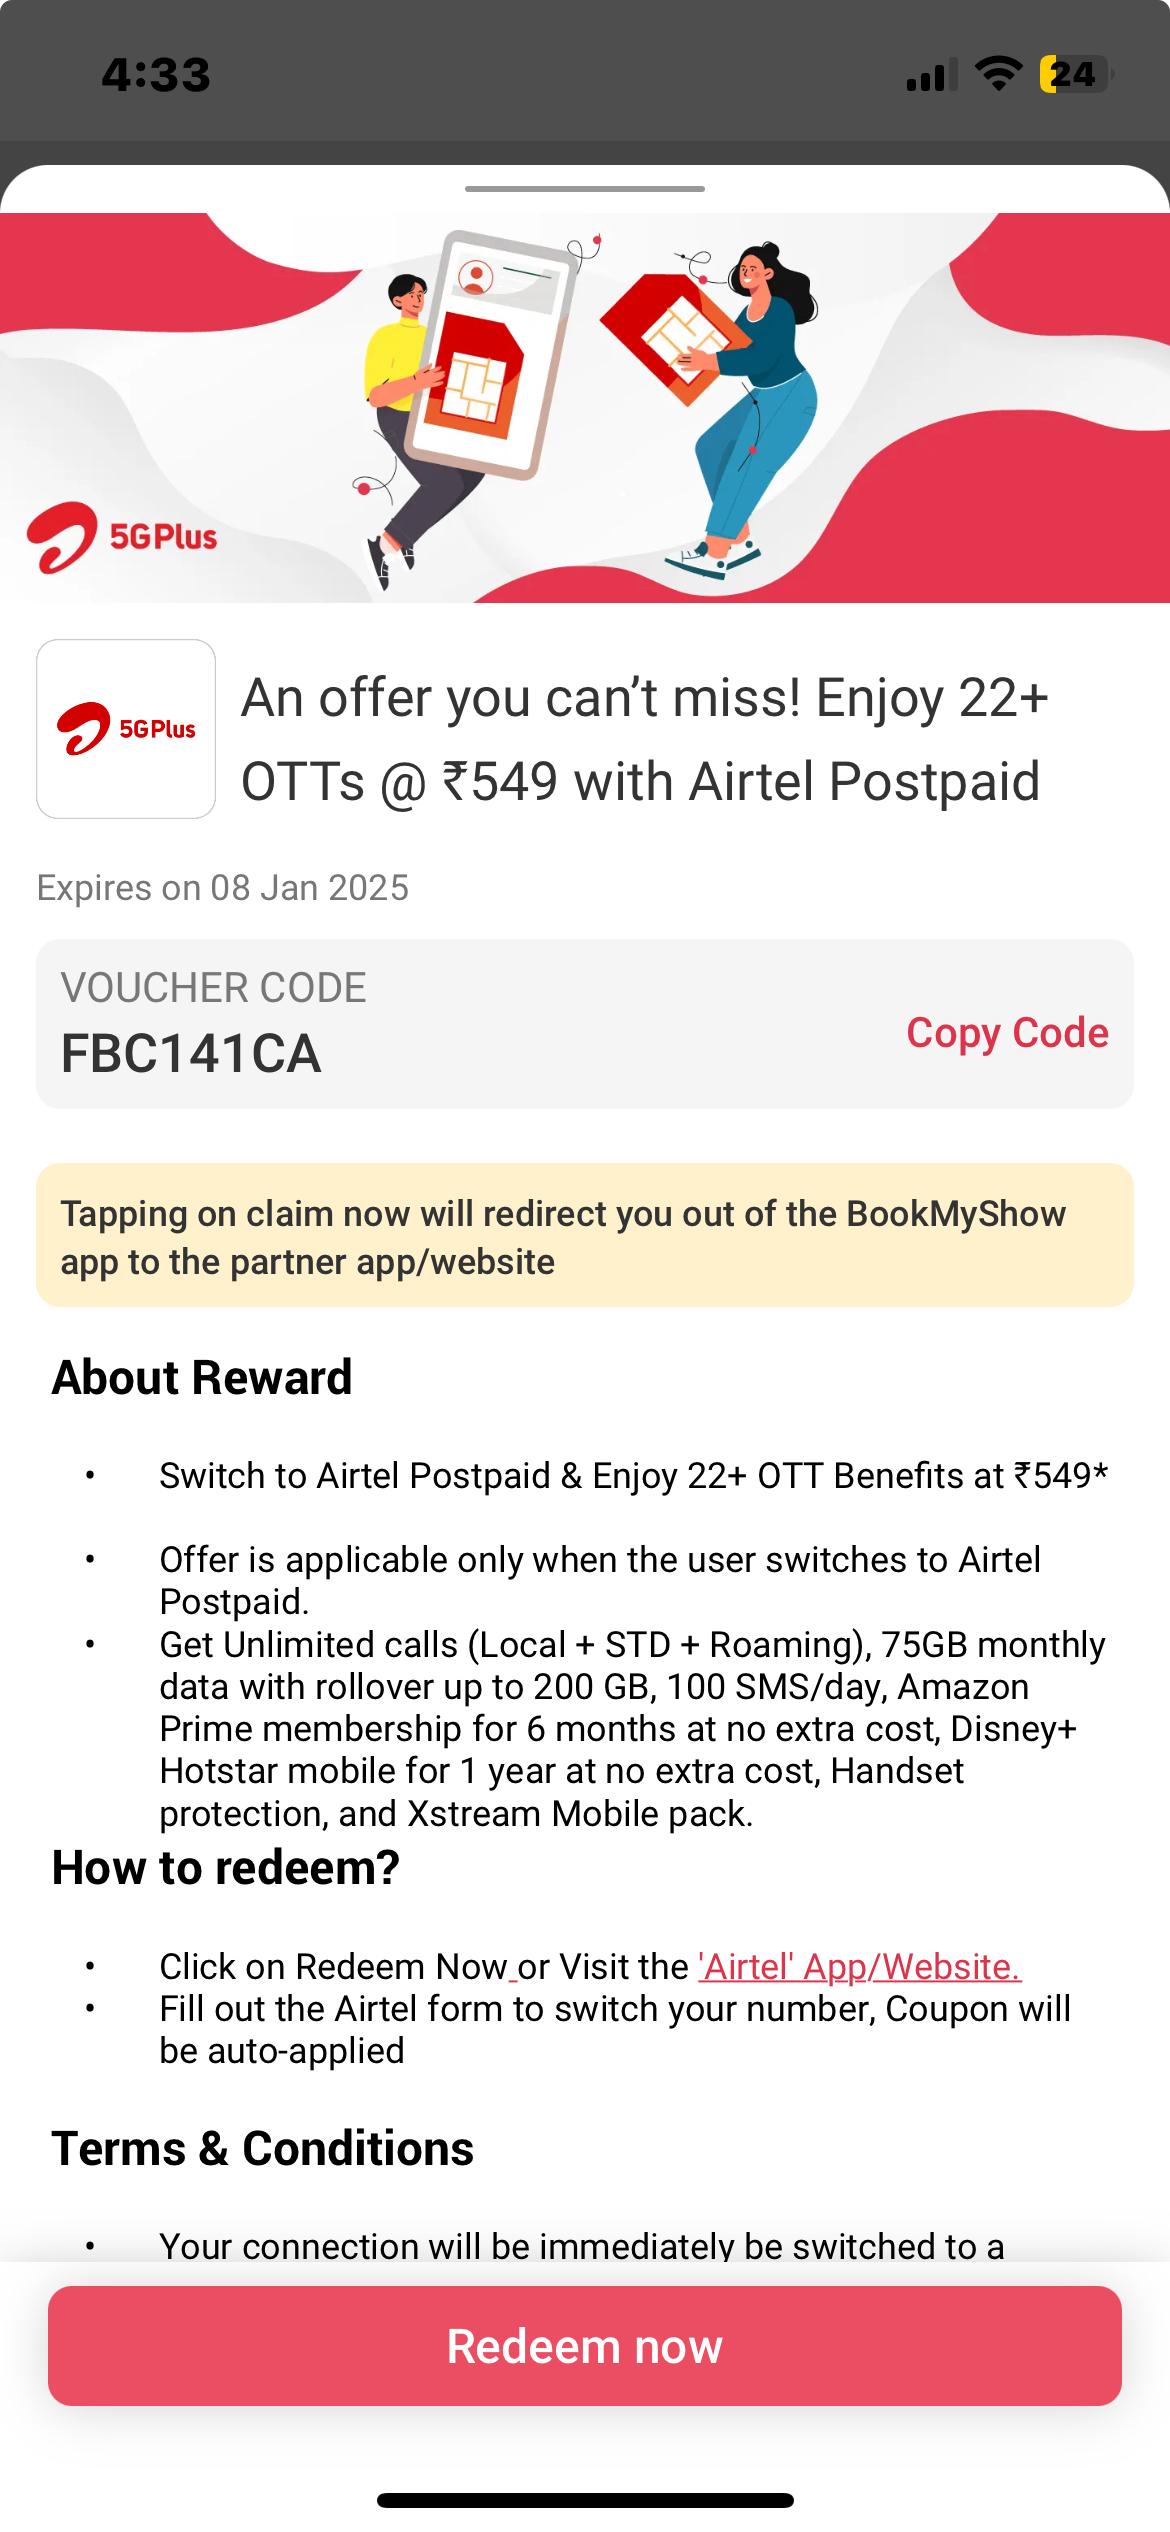 4:33
24
5GPlus
5GPlus
An offer you can't miss! Enjoy 22+
OTTs @ ₹549 with Airtel Postpaid
Expires on 08 Jan 2025
VOUCHER CODE
FBC141CA
Copy Code
Tapping on claim now will redirect you out of the BookMyShow
app to the partner app/website
About Reward
• Switch to Airtel Postpaid & Enjoy 22+ OTT Benefits at ₹549*
• Offer is applicable only when the user switches to Airtel
Postpaid.
• Get Unlimited calls (Local + STD + Roaming), 75GB monthly
data with rollover up to 200 GB, 100 SMS/day, Amazon
Prime membership for 6 months at no extra cost, Disney+
Hotstar mobile for 1 year at no extra cost, Handset
protection, and Xstream Mobile pack.
How to redeem?
• Click on Redeem Now or Visit the 'Airtel' App/Website.
• Fill out the Airtel form to switch your number, Coupon will
be auto-applied
Terms & Conditions
• Your connection will be immediately be switched to a
Redeem now